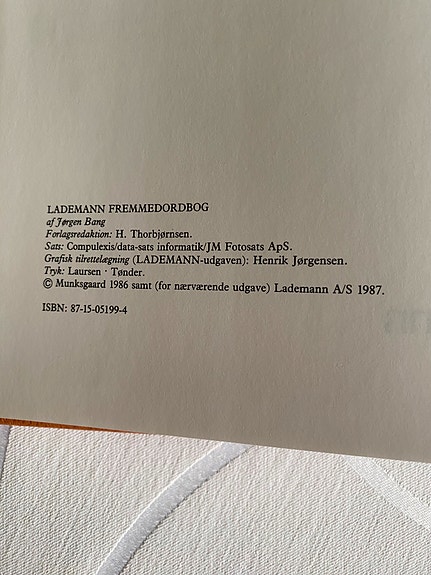 LADEMANN FREMMEDORDBOG
af Jørgen Bang
Forlagsredaktion: H. Thorbjørnsen.
Sats: Compulexis/data-sats informatik/JM Fotosats ApS.
Grafisk tilrettelægning (LADEMANN-udgaven): Henrik Jørgensen.
Tryk: Laursen · Tønder.
© Munksgaard 1986 samt (for nærværende udgave) Lademann A/S 1987.
ISBN: 87-15-05199-4